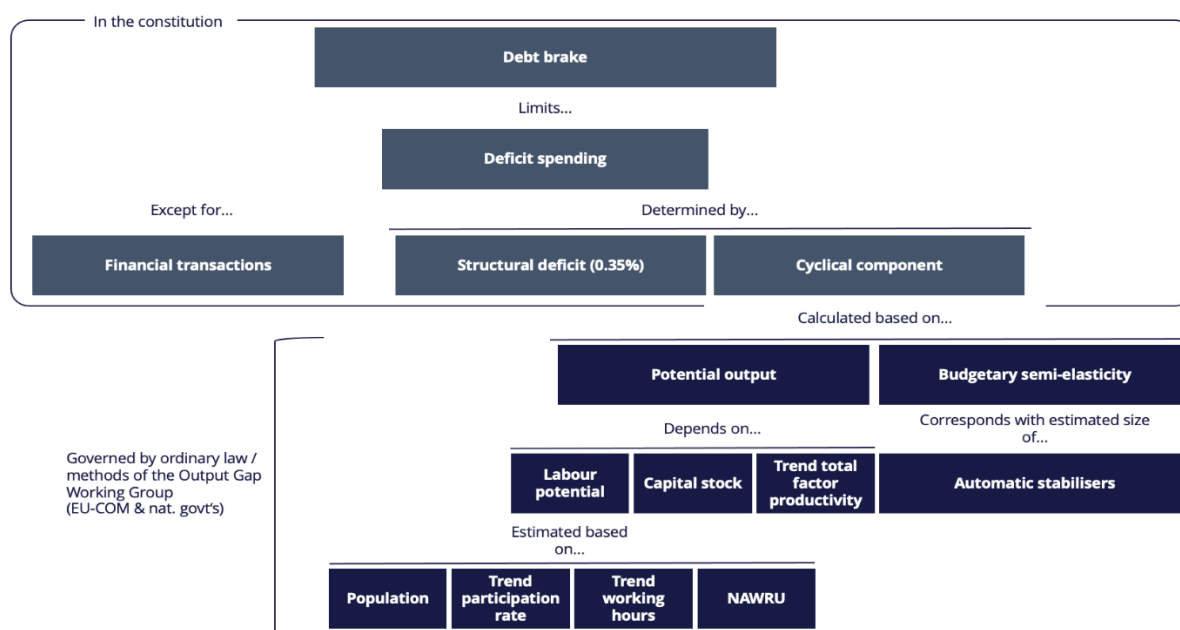 In the constitution
Debt brake
Limits...
Deficit spending
Except for...
Determined by...
Financial transactions
Structural deficit (0.35%)
Cyclical component
Calculated based on...
Potential output
Budgetary semi-elasticity
Depends on...
Corresponds with estimated size
of...
Governed by ordinary law /
methods of the Output Gap
Working Group
(EU-COM & nat. govt's)
Labour
potential
Capital stock
Trend total
factor
productivity
Automatic stabilisers
Estimated based
on...
Population
Trend
participation
rate
Trend
working
hours
NAWRU